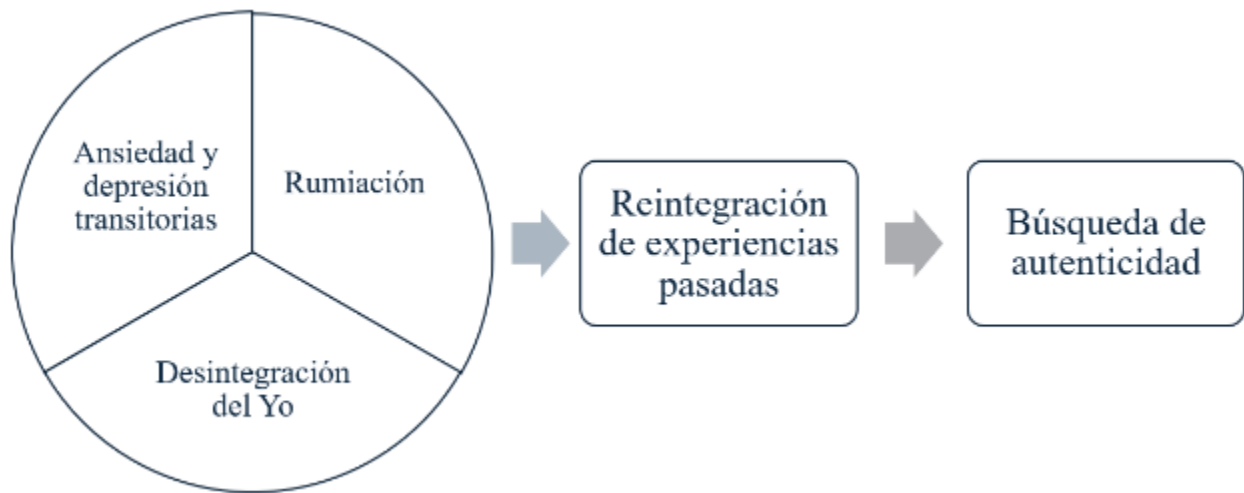 Ansiedad y
depresión
transitorias
Rumiación
Desintegración
del Yo
Reintegración
de experiencias
pasadas
Búsqueda de
autenticidad